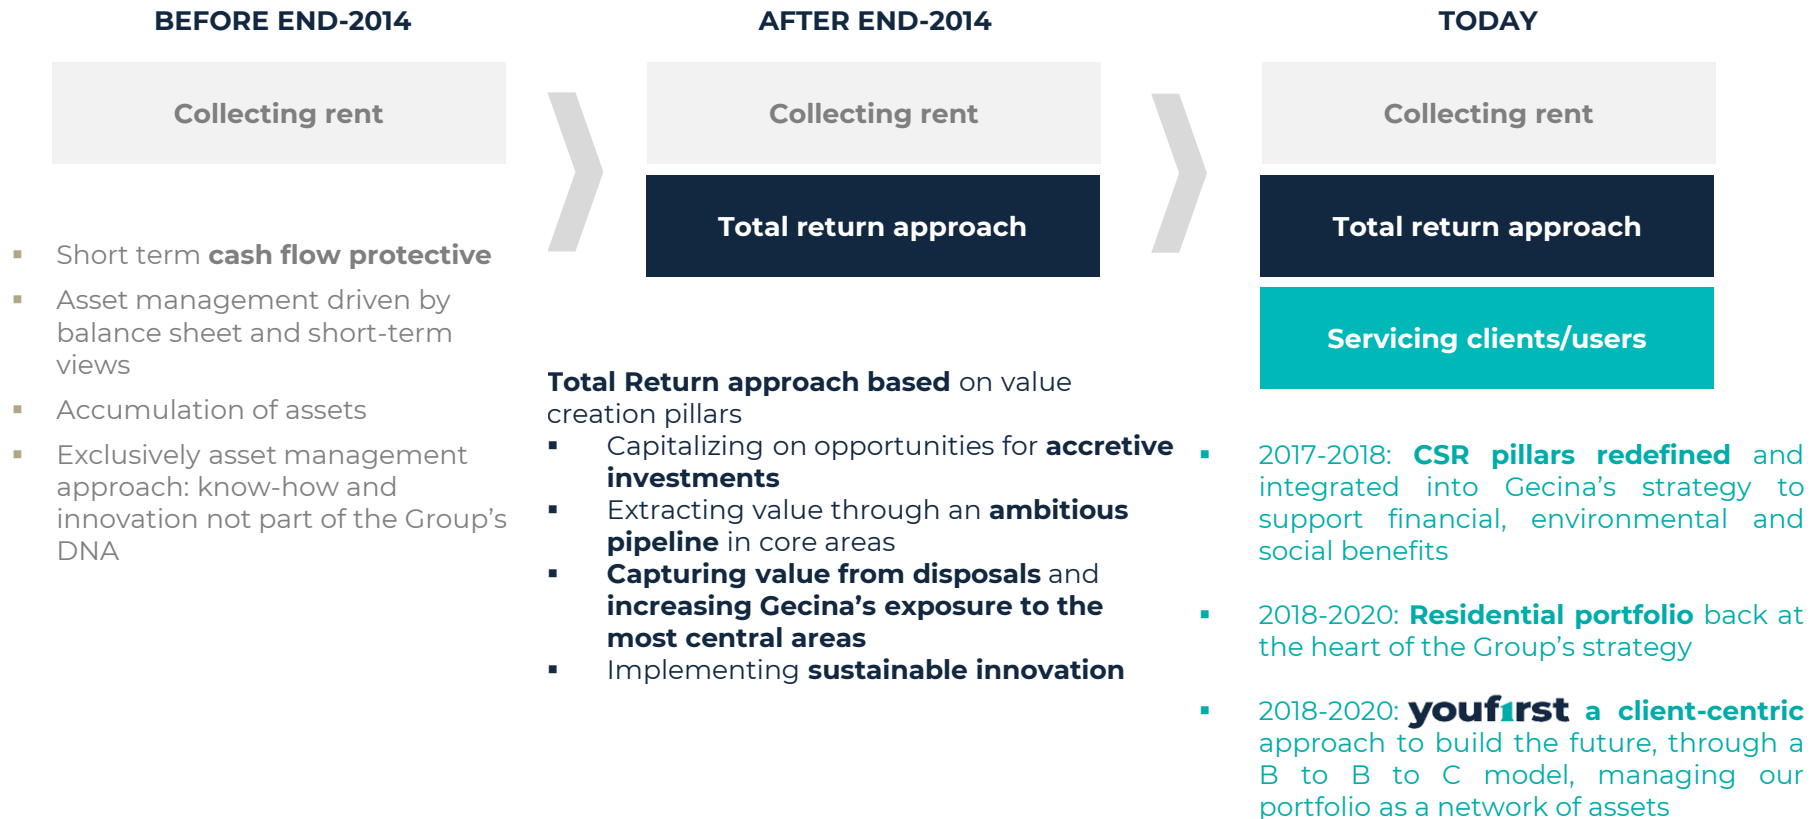 BEFORE END-2014
Collecting rent
▪ Short term cash flow protective
▪ Asset management driven by
balance sheet and short-term
views
▪ Accumulation of assets
▪ Exclusively asset management
approach: know-how and
innovation not part of the Group's
DNA
AFTER END-2014
Collecting rent
Total return approach
Total Return approach based on value
creation pillars
▪ Capitalizing on opportunities for accretive
investments
▪ Extracting value through an ambitious
pipeline in core areas
▪ Capturing value from disposals and
increasing Gecina's exposure to the
most central areas
▪ Implementing sustainable innovation
TODAY
Collecting rent
Total return approach
Servicing clients/users
▪ 2017-2018: CSR pillars redefined and
integrated into Gecina's strategy to
support financial, environmental and
social benefits
▪ 2018-2020: Residential portfolio back at
the heart of the Group's strategy
▪ 2018-2020: youfirst a client-centric
approach to build the future, through a
B to B to C model, managing our
portfolio as a network of assets